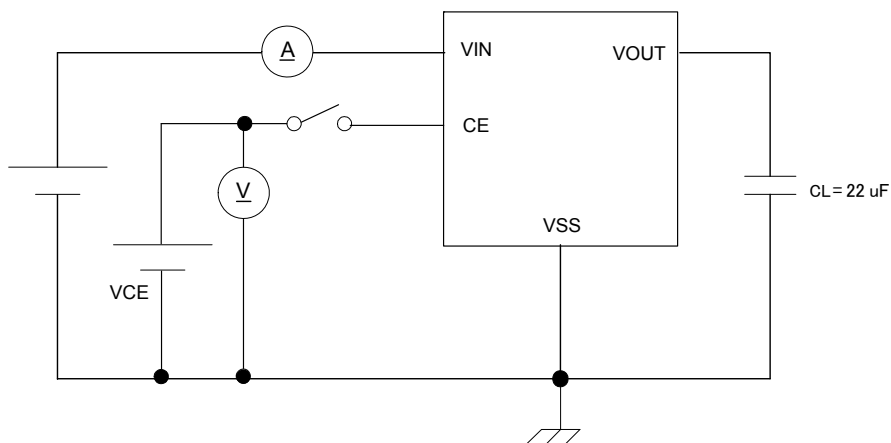 A
VIN
VOUT
CE
V
VSS
CL = 22 uF
VCE